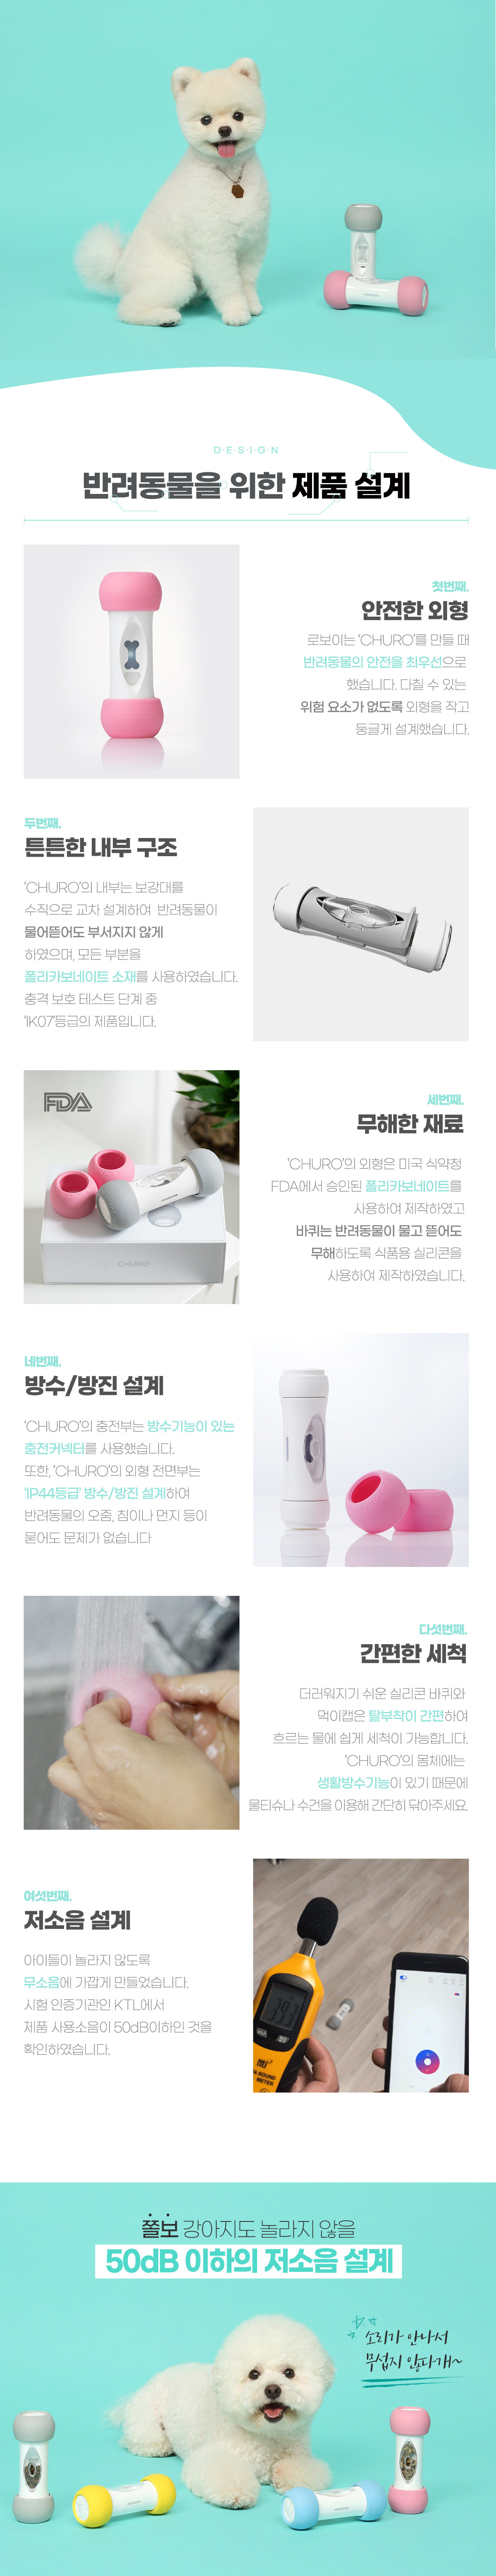 D·E·S·I·G·N
반려동물을 위한 제품 설계
첫번째.
안전한 외형
로보이는 'CHURO'를 만들 때
반려동물의 안전을 최우선으로
했습니다. 다칠 수 있는
위험 요소가 없도록 외형을 작고
둥글게 설계했습니다.
두번째.
튼튼한 내부 구조
'CHURO'의 내부는 보강대를
수직으로 교차 설계하여 반려동물이
물어뜯어도 부서지지 않게
하였으며, 모든 부분을
폴리카보네이트 소재를 사용하였습니다.
충격 보호 테스트 단계 중
'IK07'등급의 제품입니다.
FDA
CHURO
세번째.
무해한 재료
'CHURO'의 외형은 미국 식약청
FDA에서 승인된 폴리카보네이트를
사용하여 제작하였고
바퀴는 반려동물이 물고 뜯어도
무해하도록 식품용 실리콘을
사용하여 제작하였습니다.
네번째.
방수/방진 설계
'CHURO'의 충전부는 방수기능이 있는
충전커넥터를 사용했습니다.
또한, 'CHURO'의 외형 전면부는
'IP44등급' 방수/방진 설계하여
반려동물의 오줌, 침이나 먼지 등이
묻어도 문제가 없습니다
다섯번째.
간편한 세척
더러워지기 쉬운 실리콘 바퀴와
먹이캡은 탈부착이 간편하여
흐르는 물에 쉽게 세척이 가능합니다.
'CHURO'의 몸체에는
생활방수기능이 있기 때문에
물티슈나 수건을 이용해 간단히 닦아주세요.
여섯번째.
저소음 설계
아이들이 놀라지 않도록
무소음에 가깝게 만들었습니다.
시험 인증기관인 KTL에서
제품 사용소음이 50dB이하인 것을
확인하였습니다.
쫄보 강아지도 놀라지 않을
50dB 이하의 저소음 설계
소리가 안나서
무섭지 않다개~